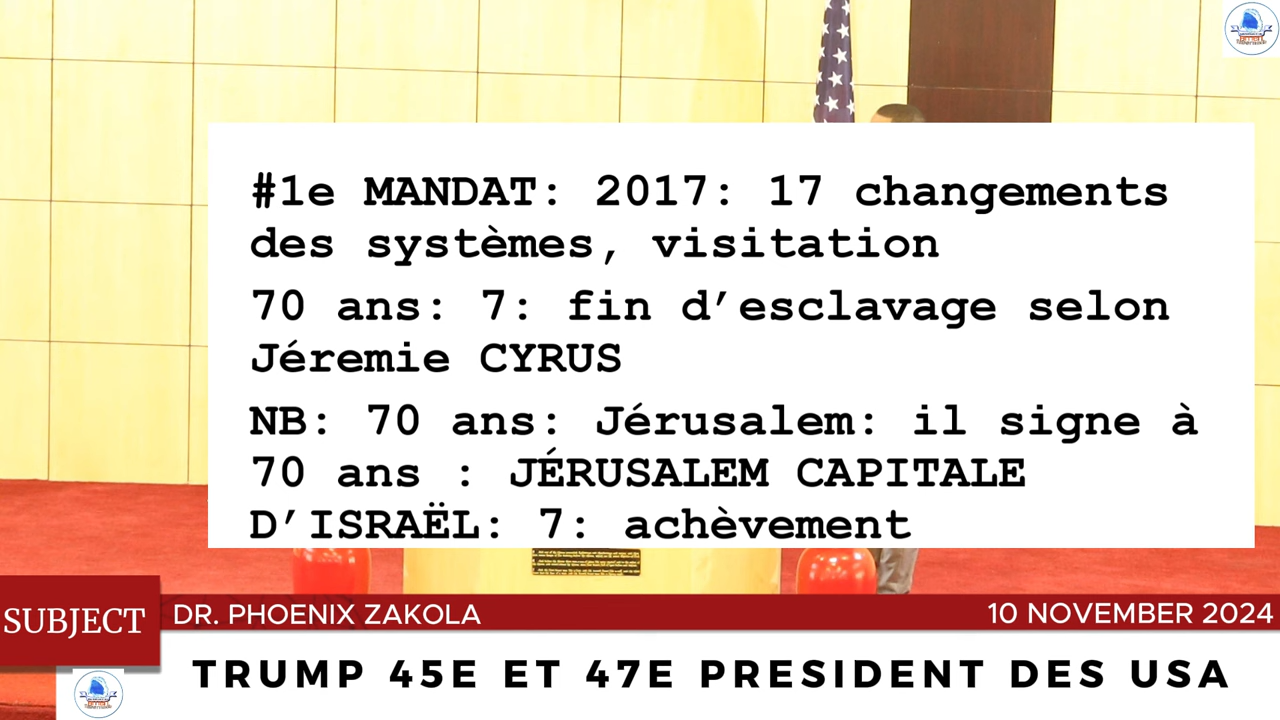 #1e MANDAT: 2017: 17 changements
des systèmes, visitation
70 ans: 7: fin d’esclavage selon
Jéremie CYRUS
NB: 70 ans: Jérusalem: il signe à
70 ans : JÉRUSALEM CAPITALE
D’ISRAËL: 7: achèvement
SUBJECT
DR. PHOENIX ZAKOLA
10 NOVEMBER 2024
TRUMP 45E ET 47E PRESIDENT DES USA